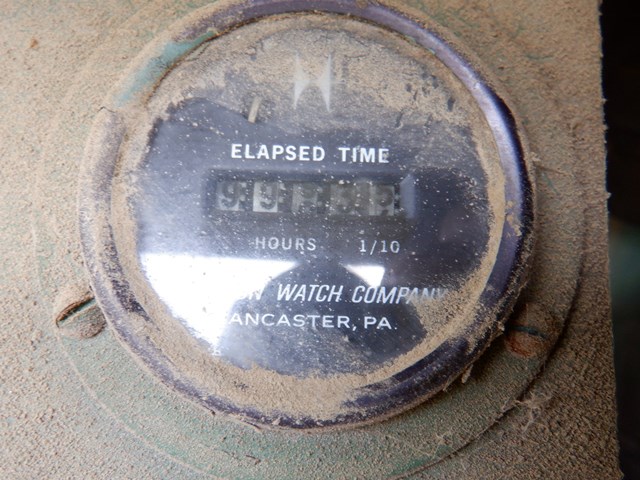 ELAPSED TIME
HOURS 1/10
WATCH COMPANY
ANCASTER, PA.